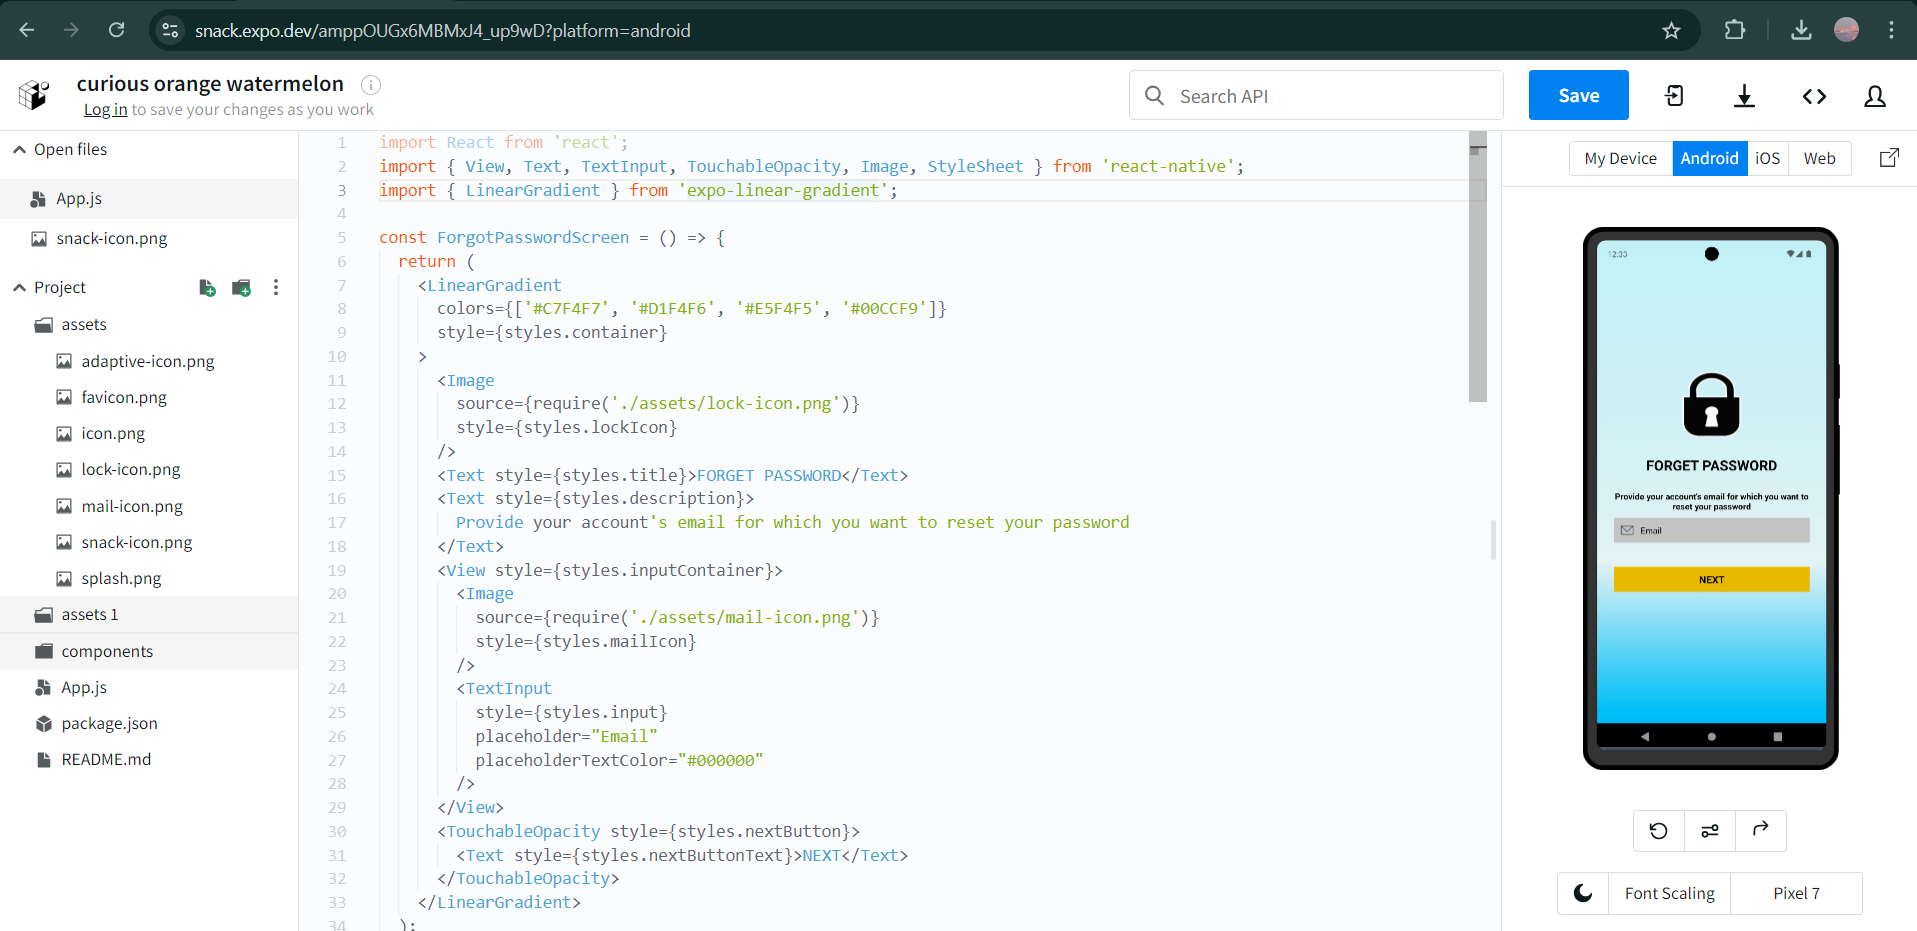 snack.expo.dev/amppOUGx6MBMxJ4_up9wD?platform=android
curious orange watermelon
Log in to save your changes as you work
Search API
Save
Open files
App.js
snack-icon.png
Project
assets
adaptive-icon.png
favicon.png
icon.png
lock-icon.png
mail-icon.png
snack-icon.png
splash.png
assets 1
components
App.js
package.json
README.md
1 import React from 'react';
2 import { View, Text, TextInput, TouchableOpacity, Image, StyleSheet } from 'react-native';
3 import { LinearGradient } from 'expo-linear-gradient';
4
5 const ForgotPasswordScreen = () => {
6 return (
7 <LinearGradient
8 colors={['#C7F4F7', '#D1F4F6', '#E5F4F5', '#00CCF9']}
9 style={styles.container}
10 >
11 <Image
12 source={require('./assets/lock-icon.png')}
13 style={styles.lockIcon}
14 />
15 <Text style={styles.title}>FORGET PASSWORD</Text>
16 <Text style={styles.description}>
17 Provide your account's email for which you want to reset your password
18 </Text>
19 <View style={styles.inputContainer}>
20 <Image
21 source={require('./assets/mail-icon.png')}
22 style={styles.mailIcon}
23 />
24 <TextInput
25 style={styles.input}
26 placeholder="Email"
27 placeholderTextColor="#000000"
28 />
29 </View>
30 <TouchableOpacity style={styles.nextButton}>
31 <Text style={styles.nextButtonText}>NEXT</Text>
32 </TouchableOpacity>
33 </LinearGradient>
34 );
My Device Android iOS Web
12:33
FORGET PASSWORD
Provide your account's email for which you want to
reset your password
Email
NEXT
Font Scaling Pixel 7